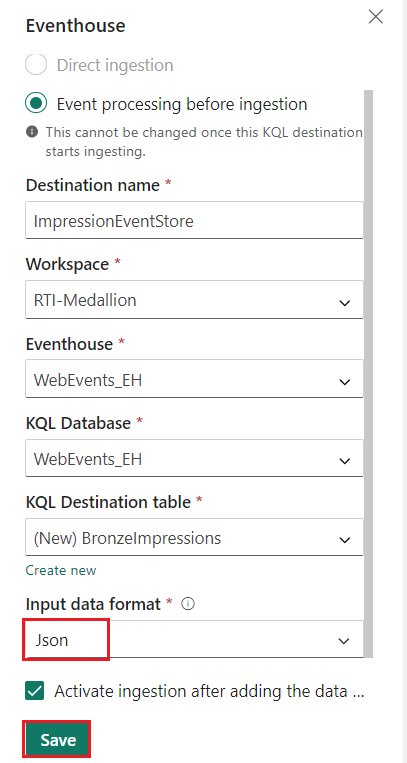 Eventhouse
Direct ingestion
Event processing before ingestion
This cannot be changed once this KQL destination
starts ingesting.
Destination name *
ImpressionEventStore
Workspace *
RTI-Medallion
Eventhouse *
WebEvents_EH
KQL Database *
WebEvents_EH
KQL Destination table *
(New) BronzeImpressions
Create new
Input data format *
Json
Activate ingestion after adding the data ...
Save